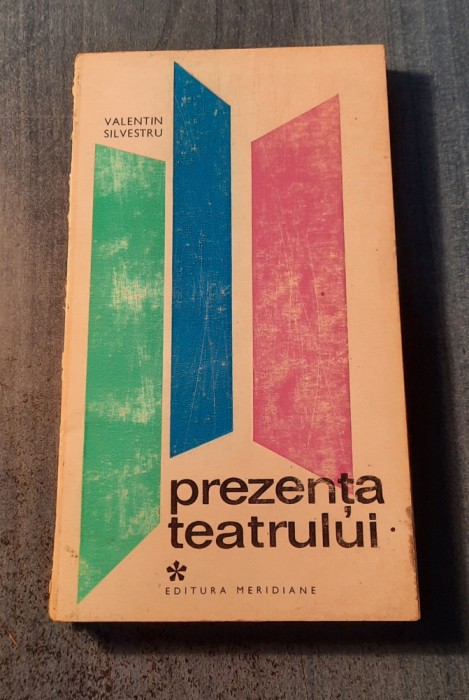 VALENTIN
SILVESTRU
prezența
teatrului
*
EDITURA MERIDIANE